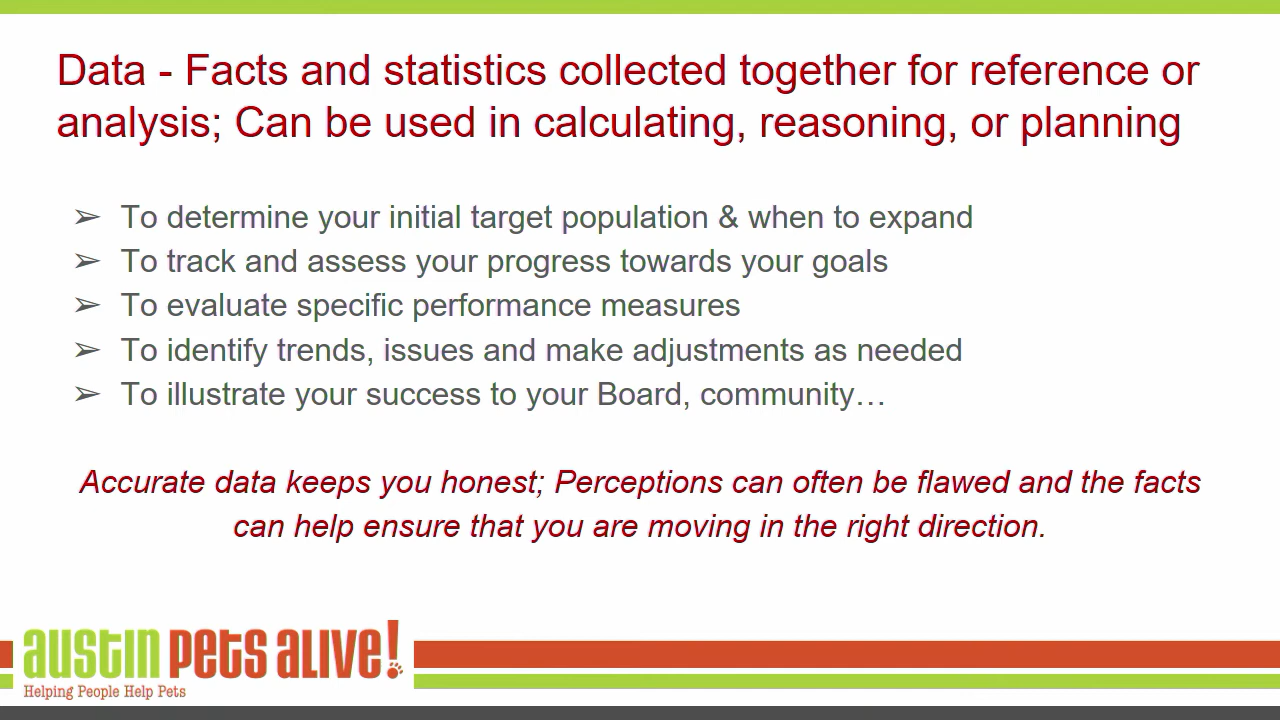 Data - Facts and statistics collected together for reference or
analysis; Can be used in calculating, reasoning, or planning
➢ To determine your initial target population & when to expand
➢ To track and assess your progress towards your goals
➢ To evaluate specific performance measures
➢ To identify trends, issues and make adjustments as needed
➢ To illustrate your success to your Board, community…
Accurate data keeps you honest; Perceptions can often be flawed and the facts
can help ensure that you are moving in the right direction.
austin pets alive!
Helping People Help Pets